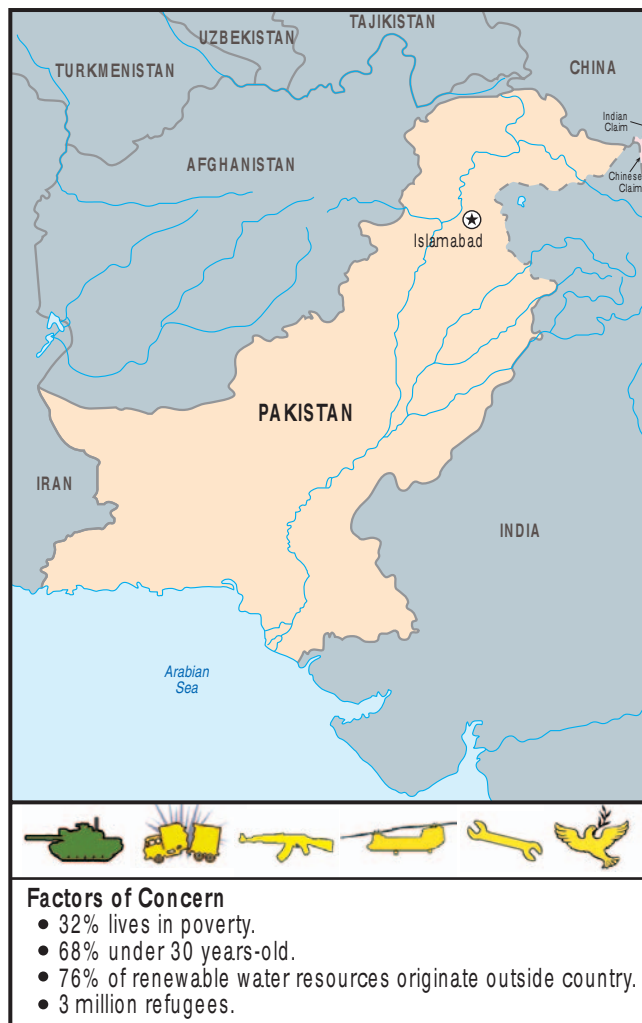 TAJIKISTAN
UZBEKISTAN
TURKMENISTAN
CHINA
Indian
Claim
AFGHANISTAN
Chinese
Claim
Islamabad
PAKISTAN
IRAN
INDIA
Arabian
Sea
Factors of Concern
• 32% lives in poverty.
• 68% under 30 years-old.
• 76% of renewable water resources originate outside country.
• 3 million refugees.